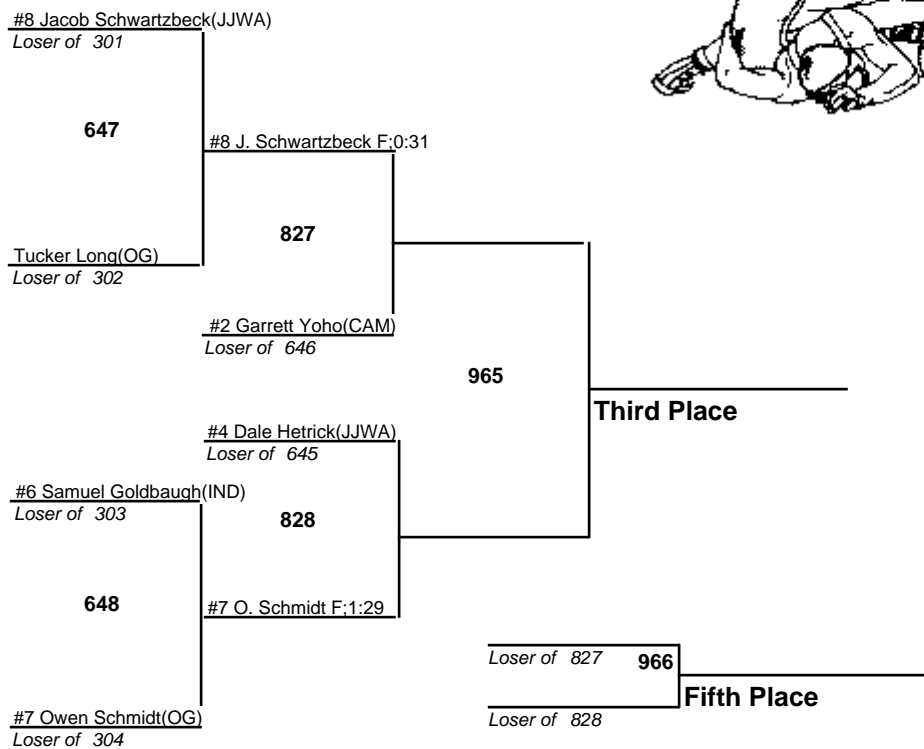 #8 Jacob Schwartzbeck(JJWA)
Loser of 301
647
#8 J. Schwartzbeck F;0:31
827
Tucker Long(OG)
Loser of 302
#2 Garrett Yoho(CAM)
Loser of 646
965
Third Place
#4 Dale Hetrick(JJWA)
Loser of 645
#6 Samuel Goldbaugh(IND)
Loser of 303
828
648
#7 O. Schmidt F;1:29
Loser of 827
966
Fifth Place
#7 Owen Schmidt(OG)
Loser of 304
Loser of 828